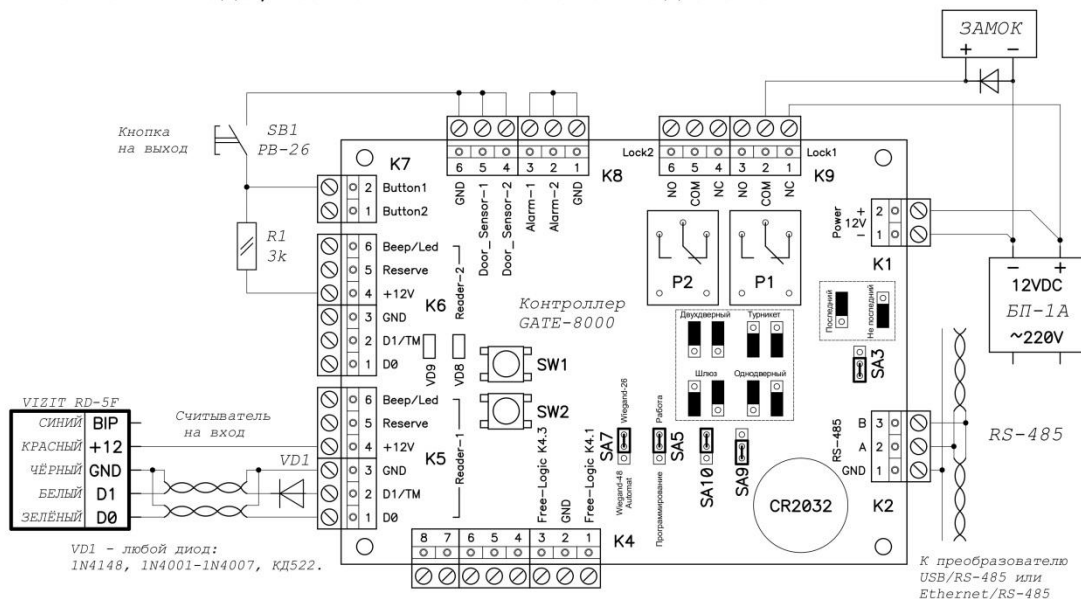 ЗАМОК
+ −
Кнопка
на выход
SB1
PB-26
R1
3k
K7
2 Button1
1 Button2
6 5 4 3 2 1
GND
Door_Sensor-1
Door_Sensor-2
Alarm-1
Alarm-2
GND
K8
Lock2
6 5 4 3 2 1
Lock1
NO
COM
NC
NO
COM
NC
K9
Power
12V
2 +
1 −
K1
− +
12VDC
БП-1А
~220V
6 Beep/Led
5 Reserve
4 +12V
3 GND
2 D1/TM
1 D0
K6
Reader-2
Контроллер
GATE-8000
P2
P1
VD9
VD8
SW1
SW2
Двухдверный
Турникет
Шлюз
Однодверный
Последний
Не последний
SA3
VIZIT RD-5F
СИНИЙ BIP
КРАСНЫЙ +12
ЧЁРНЫЙ GND
БЕЛЫЙ D1
ЗЕЛЁНЫЙ D0
Считыватель
на вход
VD1
6 Beep/Led
5 Reserve
4 +12V
3 GND
2 D1/TM
1 D0
K5
Reader-1
SA7
Wiegand-26
Wiegand-48
Automat
SA5
Работа
Программирование
SA10
SA9
CR2032
RS-485
B 3
A 2
GND 1
K2
RS-485
8 7 6 5 4 3 2 1
Free-Logic K4.3
GND
Free-Logic K4.1
K4
VD1 - любой диод:
1N4148, 1N4001-1N4007, КД522.
К преобразователю
USB/RS-485 или
Ethernet/RS-485